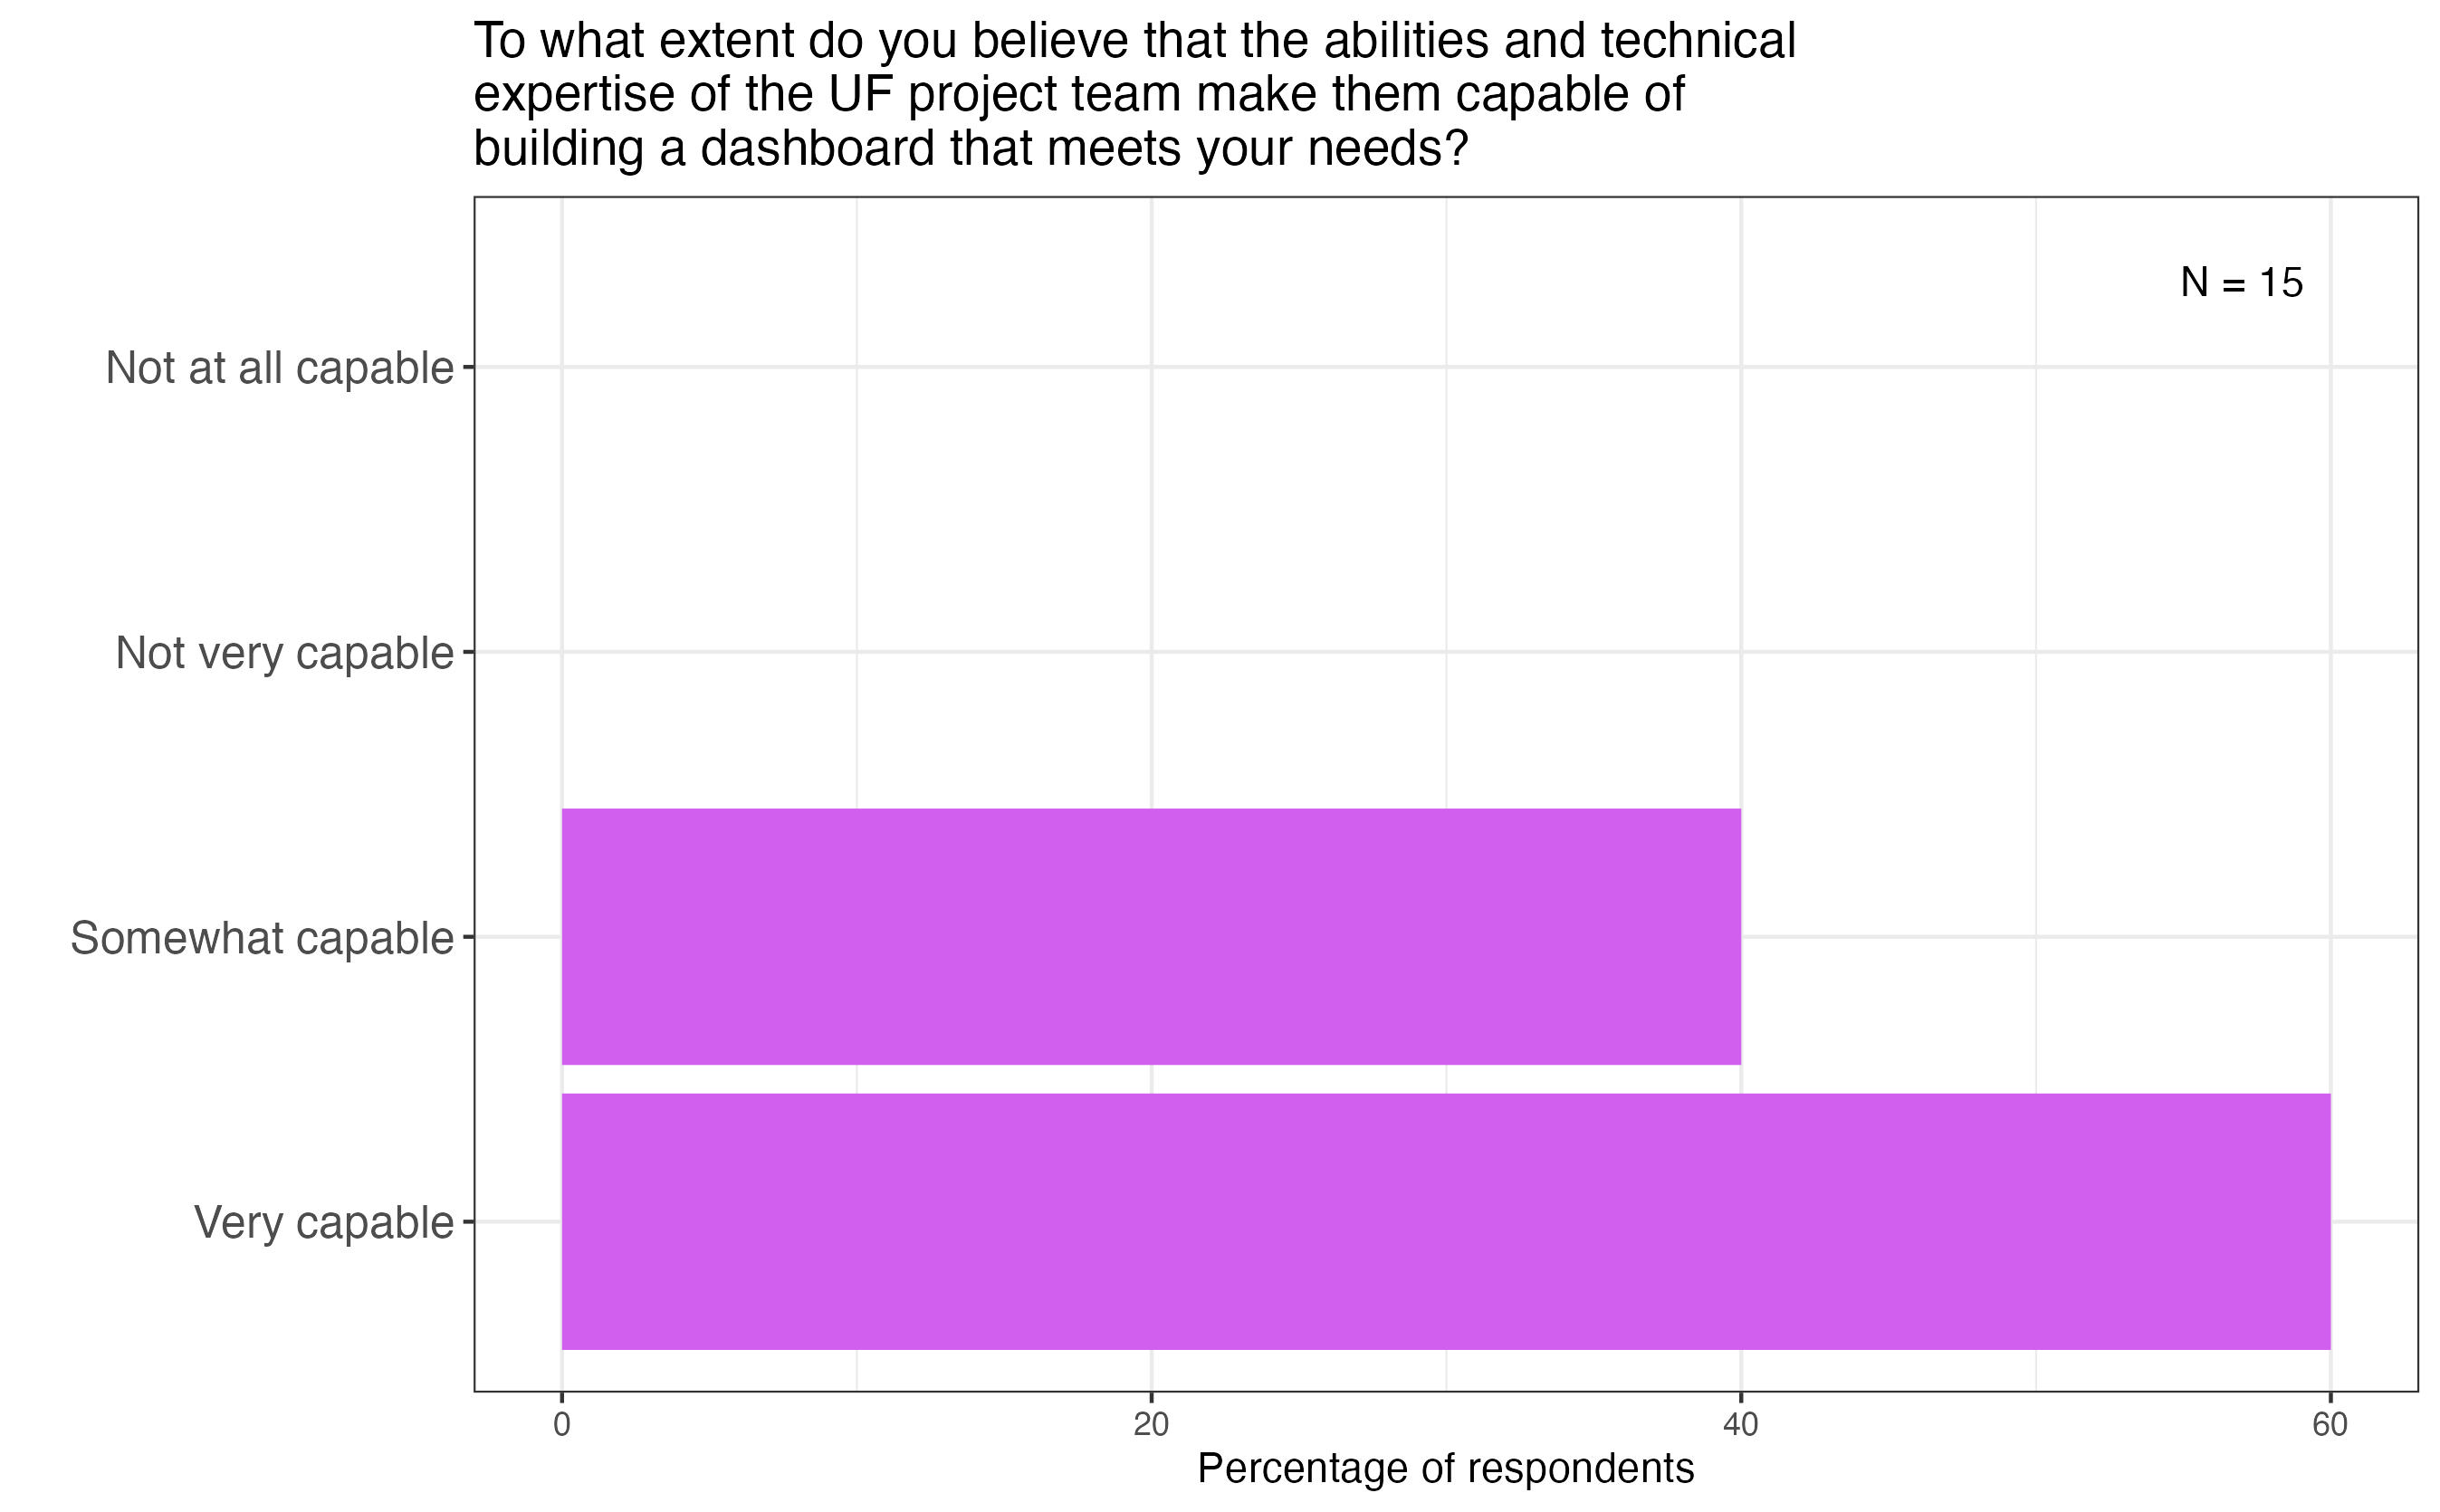 To what extent do you believe that the abilities and technical
expertise of the UF project team make them capable of
building a dashboard that meets your needs?
N = 15
Not at all capable
Not very capable
Somewhat capable
Very capable
0 20 40 60
Percentage of respondents